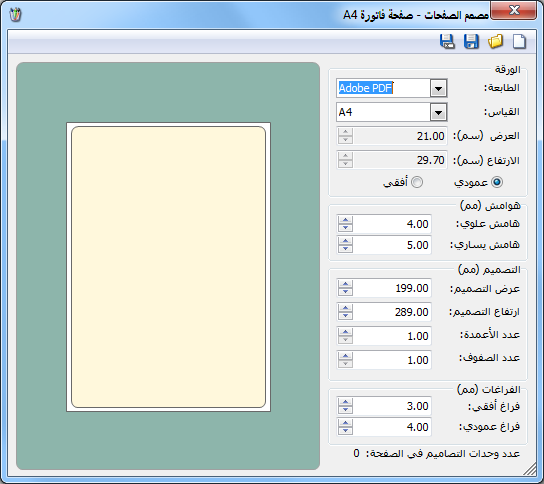 مصمم الصفحات - صفحة فاتورة A4
الورقة
الطابعة: Adobe PDF
القياس: A4
العرض (سم): 21.00
الارتفاع (سم): 29.70
عمودي أفقي
هوامش (مم)
هامش علوي: 4.00
هامش يساري: 5.00
التصميم (مم)
عرض التصميم: 199.00
ارتفاع التصميم: 289.00
عدد الأعمدة: 1.00
عدد الصفوف: 1.00
الفراغات (مم)
فراغ أفقي: 3.00
فراغ عمودي: 4.00
عدد وحدات التصاميم في الصفحة: 0